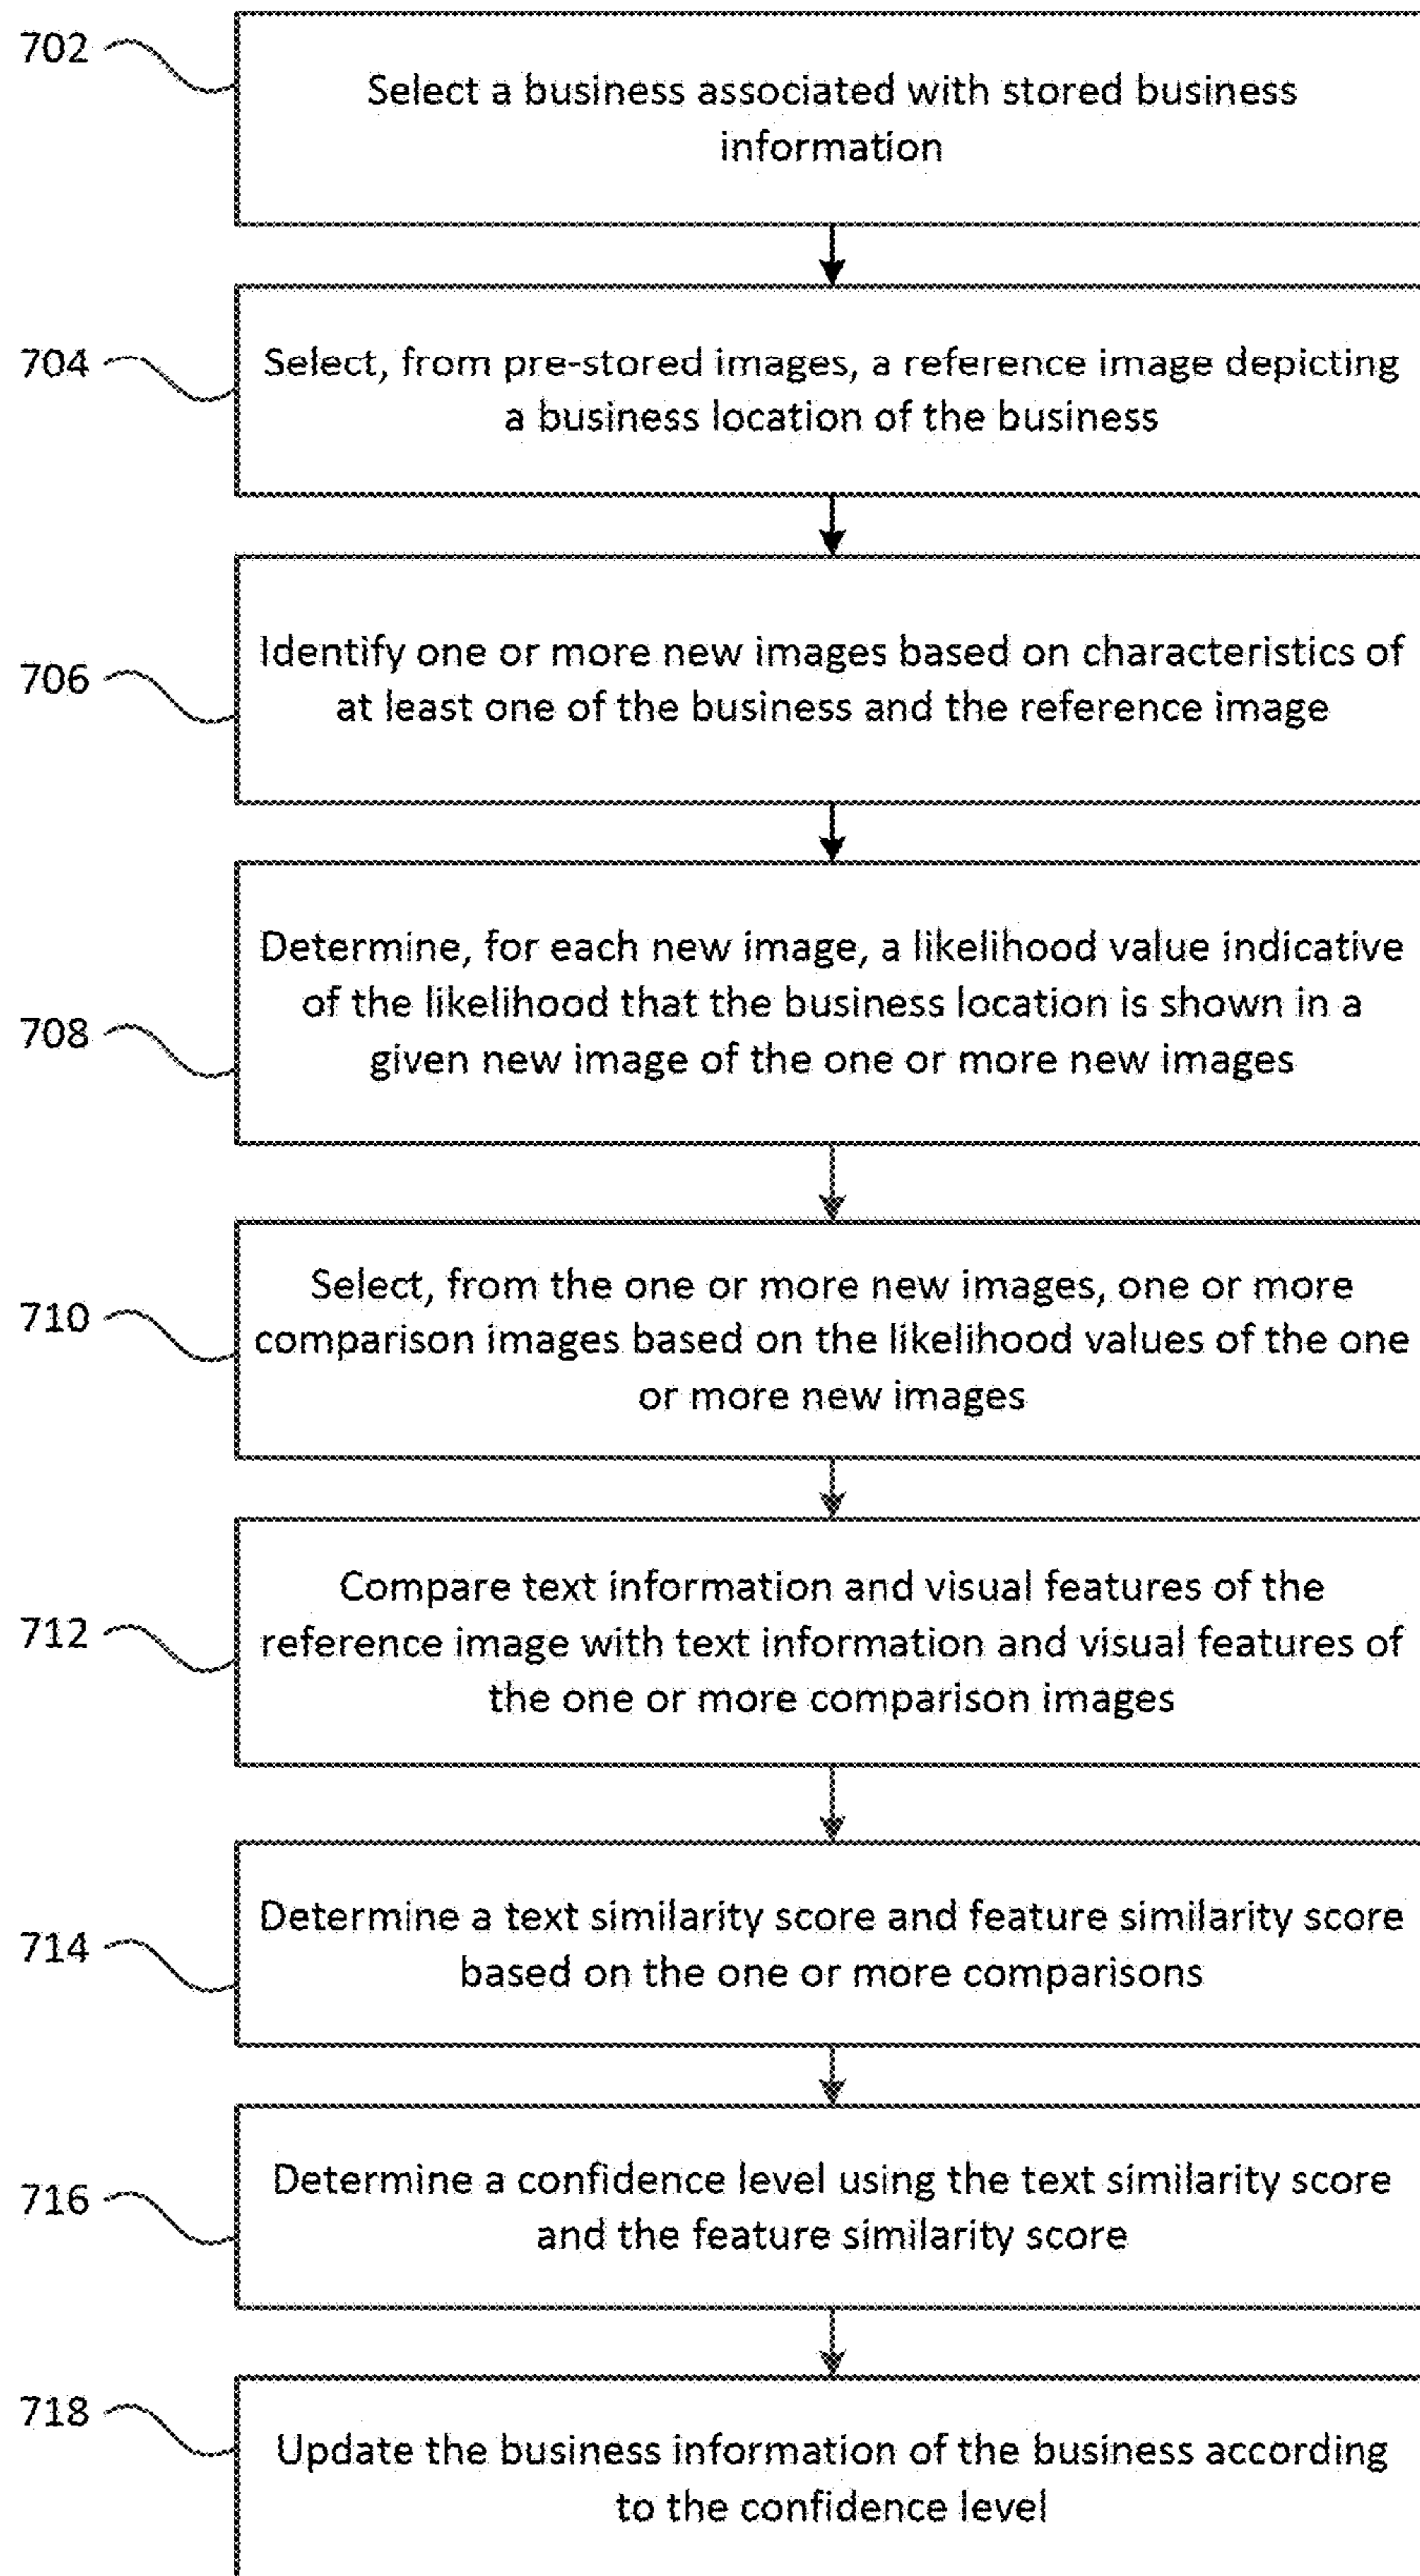 702
Select a business associated with stored business
information
704
Select, from pre-stored images, a reference image depicting
a business location of the business
706
Identify one or more new images based on characteristics of
at least one of the business and the reference image
708
Determine, for each new image, a likelihood value indicative
of the likelihood that the business location is shown in a
given new image of the one or more new images
710
Select, from the one or more new images, one or more
comparison images based on the likelihood values of the one
or more new images
712
Compare text information and visual features of the
reference image with text information and visual features of
the one or more comparison images
714
Determine a text similarity score and feature similarity score
based on the one or more comparisons
716
Determine a confidence level using the text similarity score
and the feature similarity score
718
Update the business information of the business according
to the confidence level